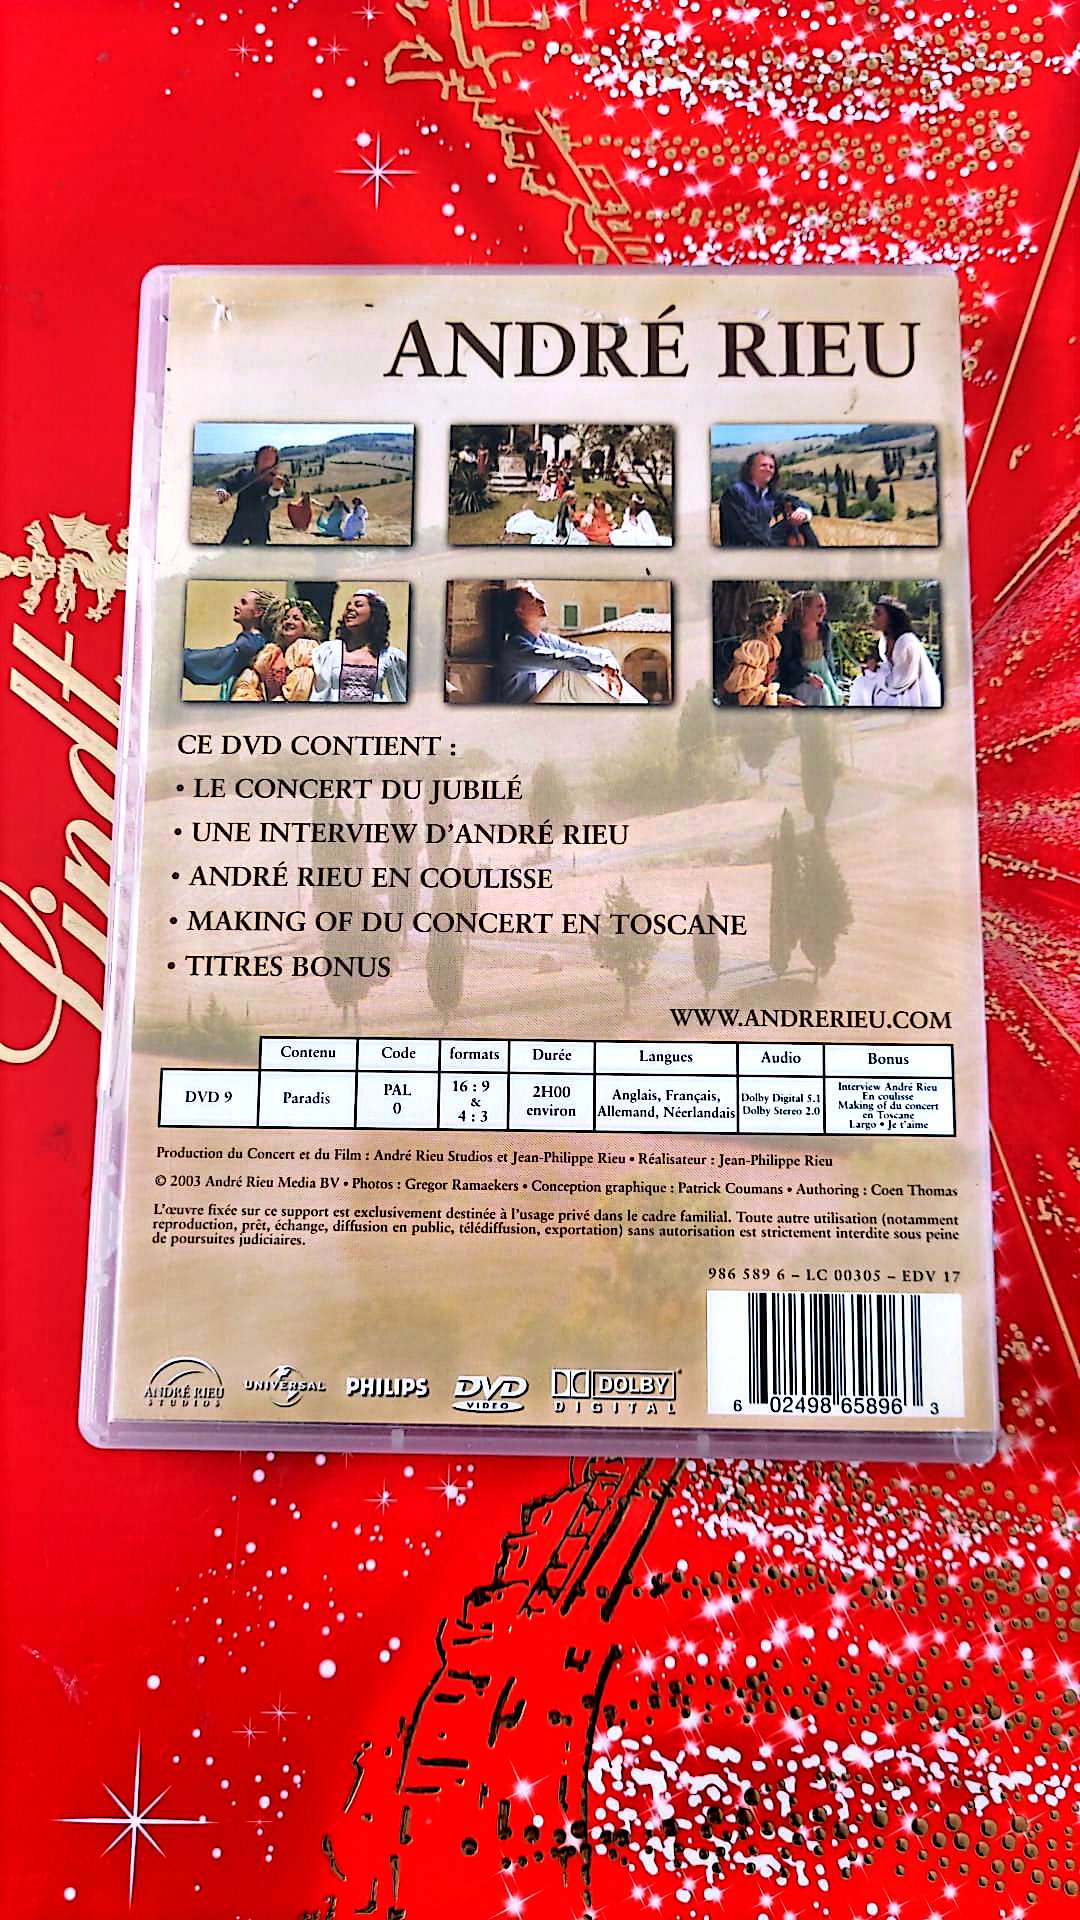 ANDRÉ RIEU
CE DVD CONTIENT :
• LE CONCERT DU JUBILÉ
• UNE INTERVIEW D'ANDRÉ RIEU
• ANDRÉ RIEU EN COULISSE
• MAKING OF DU CONCERT EN TOSCANE
• TITRES BONUS
WWW.ANDRERIEU.COM
Contenu Code formats Durée Langues Audio Bonus
DVD 9 Paradis PAL 0 16 : 9 & 4 : 3 2H00 environ Anglais, Français, Allemand, Néerlandais Dolby Digital 5.1 Dolby Stereo 2.0 Interview André Rieu En coulisse Making of du concert en Toscane Largo • Je t'aime
Production du Concert et du Film : André Rieu Studios et Jean-Philippe Rieu • Réalisateur : Jean-Philippe Rieu
© 2003 André Rieu Media BV • Photos : Gregor Ramaekers • Conception graphique : Patrick Coumans • Authoring : Coen Thomas
L'œuvre fixée sur ce support est exclusivement destinée à l'usage privé dans le cadre familial. Toute autre utilisation (notamment
reproduction, prêt, échange, diffusion en public, télédiffusion, exportation) sans autorisation est strictement interdite sous peine
de poursuites judiciaires.
986 589 6 – LC 00305 – EDV 17
ANDRÉ RIEU
STUDIOS
UNIVERSAL
PHILIPS
DVD
VIDEO
DOLBY
DIGITAL
6 02498 65896 3
Lindt